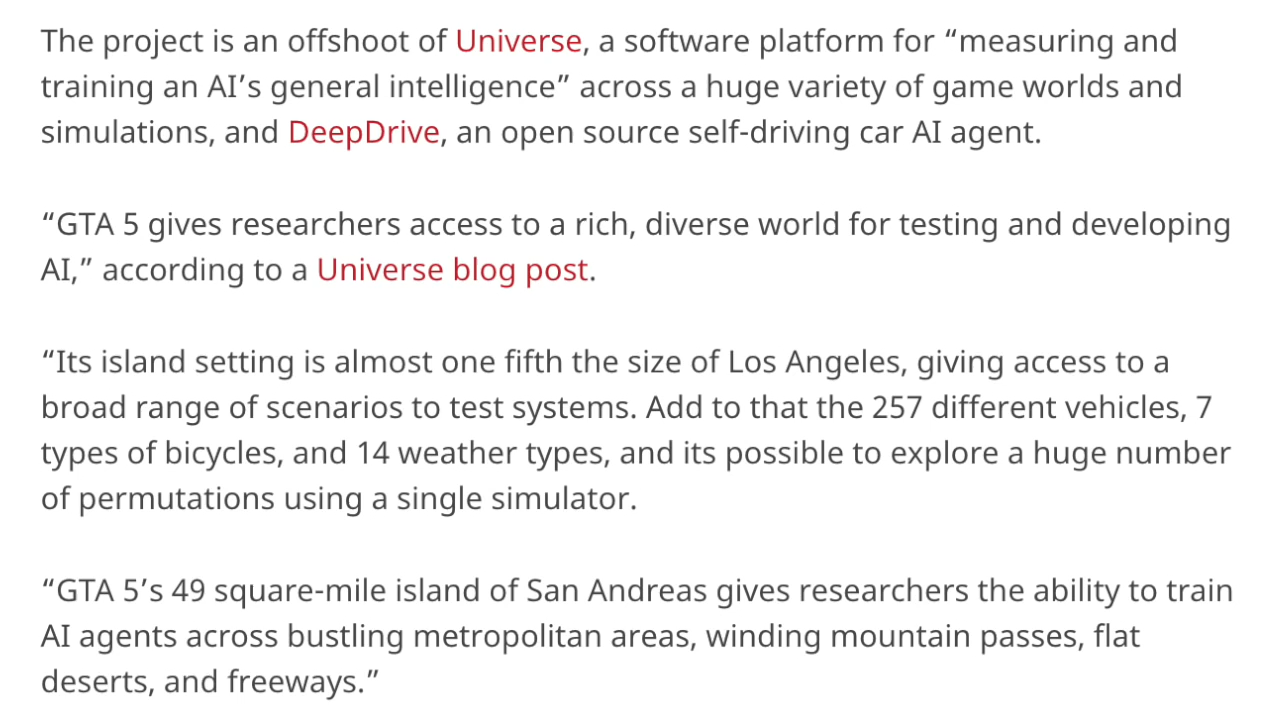 The project is an offshoot of Universe, a software platform for “measuring and
training an AI’s general intelligence” across a huge variety of game worlds and
simulations, and DeepDrive, an open source self-driving car AI agent.
“GTA 5 gives researchers access to a rich, diverse world for testing and developing
AI,” according to a Universe blog post.
“Its island setting is almost one fifth the size of Los Angeles, giving access to a
broad range of scenarios to test systems. Add to that the 257 different vehicles, 7
types of bicycles, and 14 weather types, and its possible to explore a huge number
of permutations using a single simulator.
“GTA 5’s 49 square-mile island of San Andreas gives researchers the ability to train
AI agents across bustling metropolitan areas, winding mountain passes, flat
deserts, and freeways.”